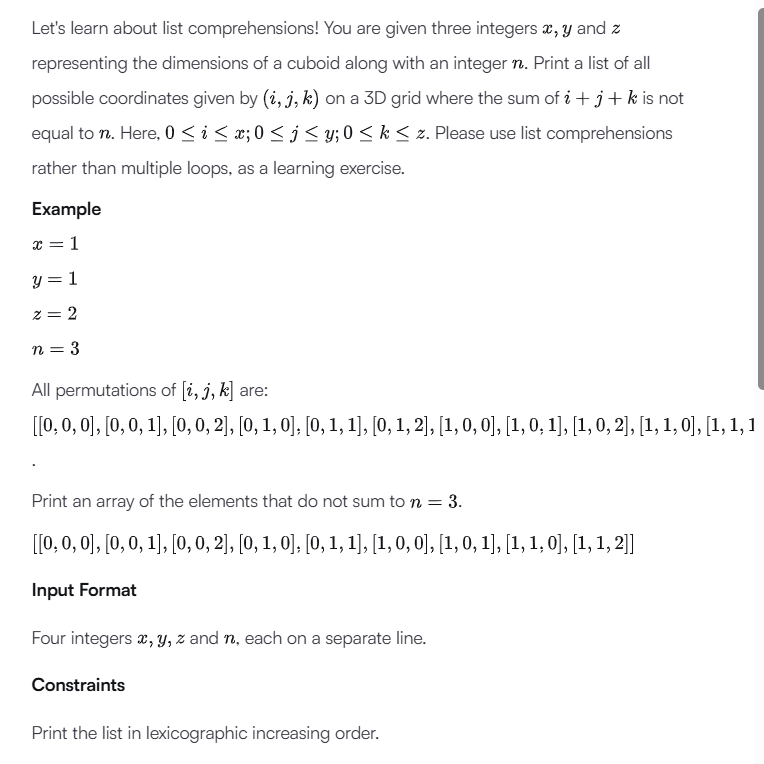 Let's learn about list comprehensions! You are given three integers x, y and z
representing the dimensions of a cuboid along with an integer n. Print a list of all
possible coordinates given by (i, j, k) on a 3D grid where the sum of i + j + k is not
equal to n. Here, 0 ≤ i ≤ x; 0 ≤ j ≤ y; 0 ≤ k ≤ z. Please use list comprehensions
rather than multiple loops, as a learning exercise.
Example
x = 1
y = 1
z = 2
n = 3
All permutations of [i, j, k] are:
[[0, 0, 0], [0, 0, 1], [0, 0, 2], [0, 1, 0], [0, 1, 1], [0, 1, 2], [1, 0, 0], [1, 0, 1], [1, 0, 2], [1, 1, 0], [1, 1, 1
.
Print an array of the elements that do not sum to n = 3.
[[0, 0, 0], [0, 0, 1], [0, 0, 2], [0, 1, 0], [0, 1, 1], [1, 0, 0], [1, 0, 1], [1, 1, 0], [1, 1, 2]]
Input Format
Four integers x, y, z and n, each on a separate line.
Constraints
Print the list in lexicographic increasing order.